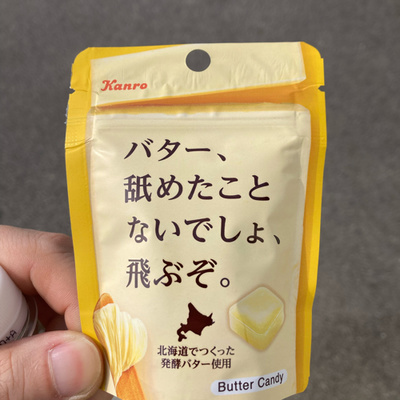 Kanro
バター、
舐めたこと
ないでしょ、
飛ぶぞ。
北海道でつくった
発酵バター使用
Butter Candy